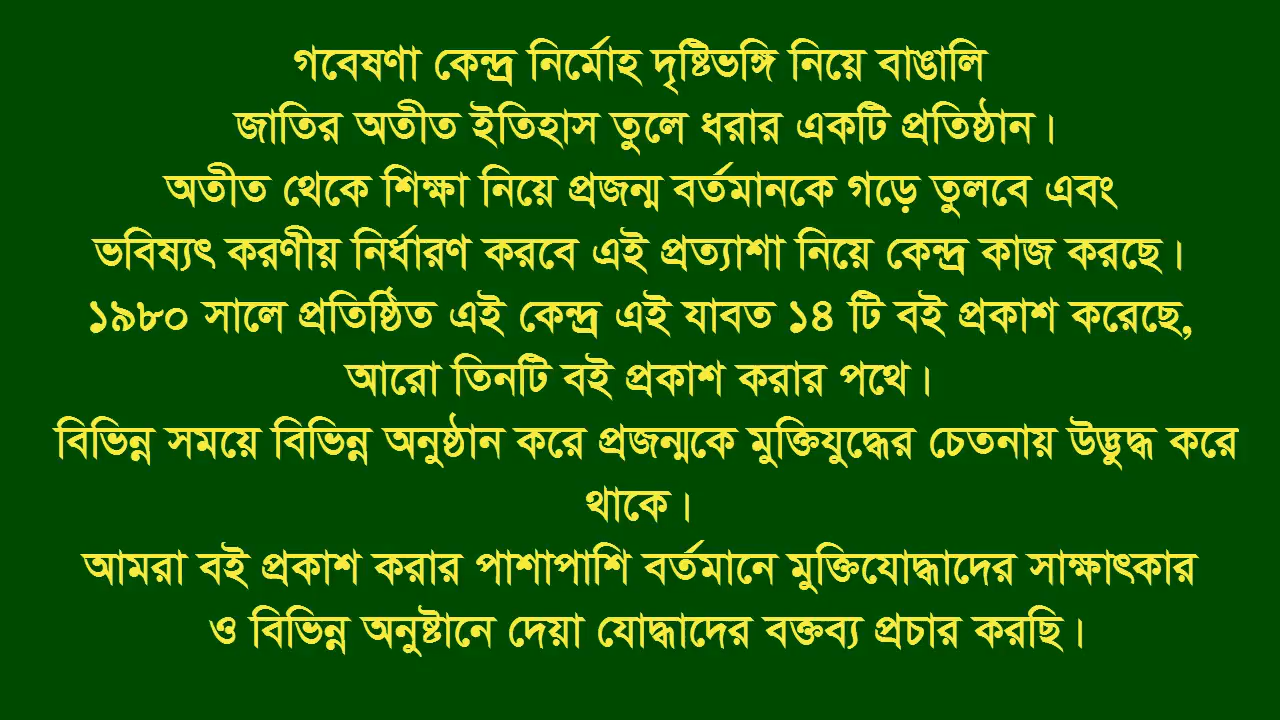 গবেষণা কেন্দ্র নির্মোহ দৃষ্টিভঙ্গি নিয়ে বাঙালি
জাতির অতীত ইতিহাস তুলে ধরার একটি প্রতিষ্ঠান।
অতীত থেকে শিক্ষা নিয়ে প্রজন্ম বর্তমানকে গড়ে তুলবে এবং
ভবিষ্যৎ করণীয় নির্ধারণ করবে এই প্রত্যাশা নিয়ে কেন্দ্র কাজ করছে।
১৯৮০ সালে প্রতিষ্ঠিত এই কেন্দ্র এই যাবত ১৪ টি বই প্রকাশ করেছে,
আরো তিনটি বই প্রকাশ করার পথে।
বিভিন্ন সময়ে বিভিন্ন অনুষ্ঠান করে প্রজন্মকে মুক্তিযুদ্ধের চেতনায় উদ্ভুদ্ধ করে
থাকে।
আমরা বই প্রকাশ করার পাশাপাশি বর্তমানে মুক্তিযোদ্ধাদের সাক্ষাৎকার
ও বিভিন্ন অনুষ্টানে দেয়া যোদ্ধাদের বক্তব্য প্রচার করছি।